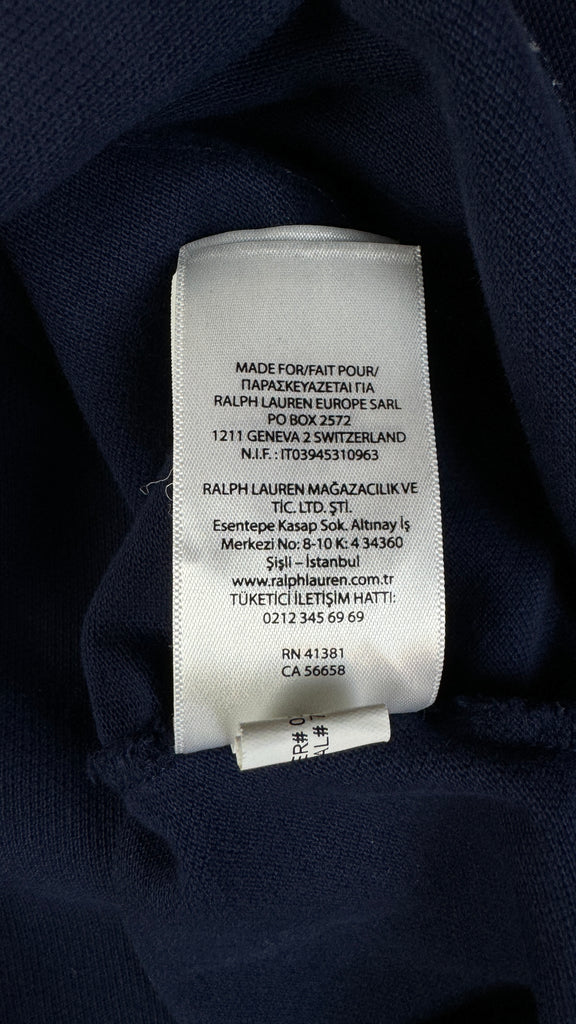 MADE FOR/FAIT POUR/
ΠΑΡΑΣΚΕΥΑΖΕΤΑΙ ΓΙΑ
RALPH LAUREN EUROPE SARL
PO BOX 2572
1211 GENEVA 2 SWITZERLAND
N.I.F. : IT03945310963
RALPH LAUREN MAĞAZACILIK VE
TİC. LTD. ŞTİ.
Esentepe Kasap Sok. Altınay İş
Merkezi No: 8-10 K: 4 34360
Şişli – İstanbul
www.ralphlauren.com.tr
TÜKETİCİ İLETİŞİM HATTI:
0212 345 69 69
RN 41381
CA 56658